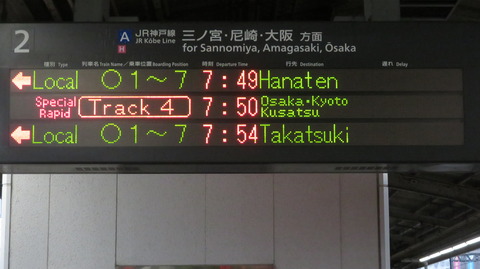 2 A JR神戸線 三ノ宮・尼崎・大阪 方面
H JR Kōbe Line for Sannomiya, Amagasaki, Ōsaka
種別 Type 列車名 Train Name / 乗車位置 Boarding Position 時刻 Departure Time 行先 Destination 遅れ Delay
←Local ○1～7 7:49 Hanaten
Special Rapid Track 4 7:50 Osaka・Kyoto Kusatsu
←Local ○1～7 7:54 Takatsuki